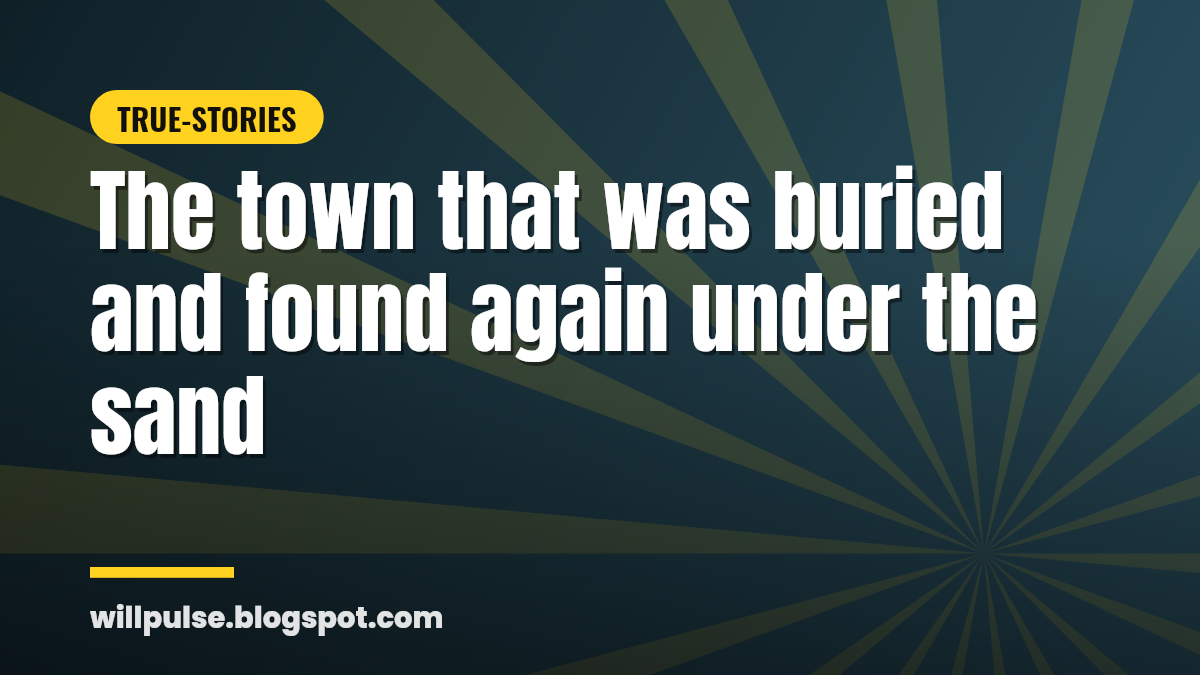 TRUE-STORIES
The town that was buried
and found again under the
sand
willpulse.blogspot.com